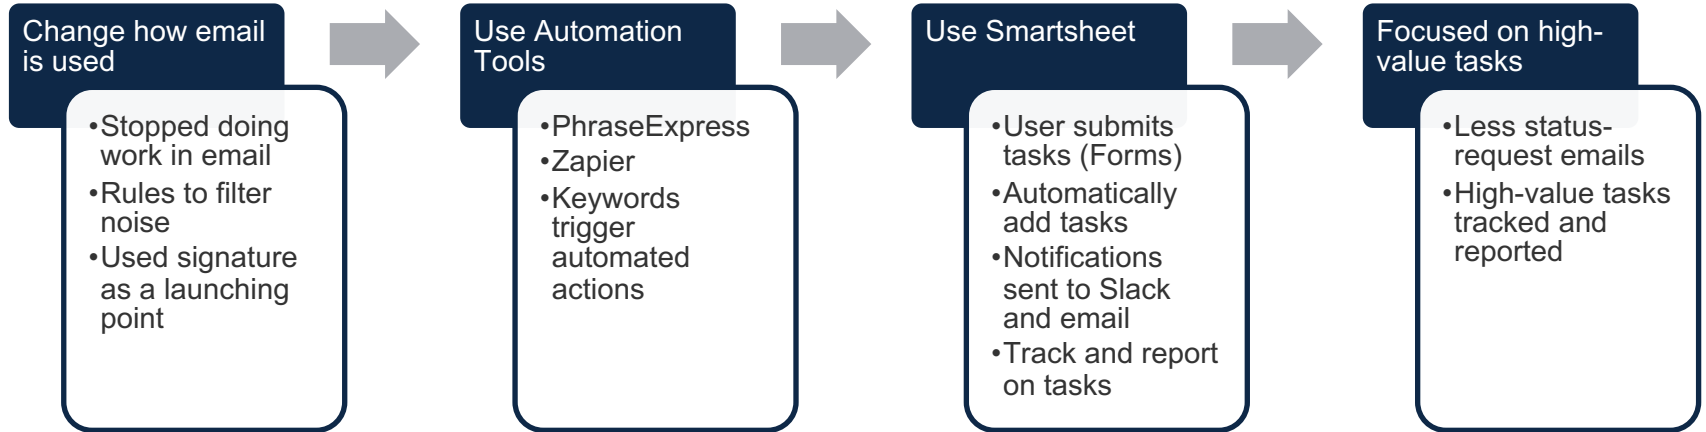 Change how email
is used
•Stopped doing
work in email
•Rules to filter
noise
•Used signature
as a launching
point
Use Automation
Tools
•PhraseExpress
•Zapier
•Keywords
trigger
automated
actions
Use Smartsheet
•User submits
tasks (Forms)
•Automatically
add tasks
•Notifications
sent to Slack
and email
•Track and report
on tasks
Focused on high-
value tasks
•Less status-
request emails
•High-value tasks
tracked and
reported